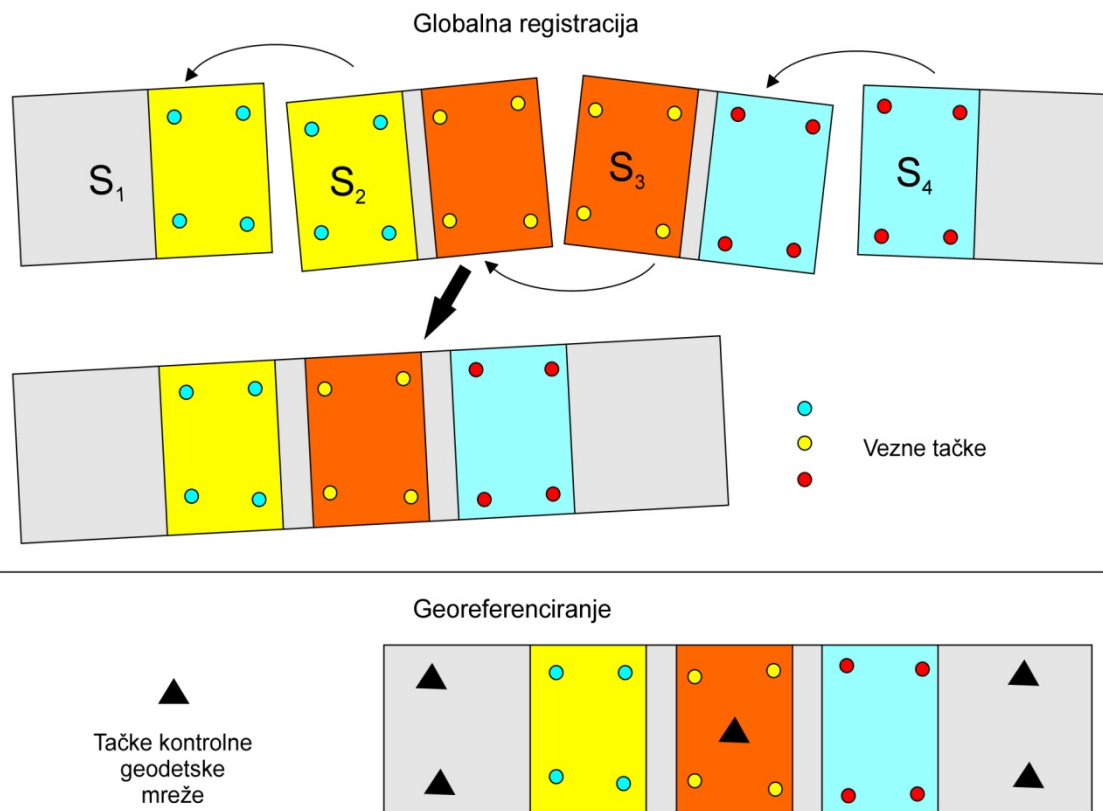 Globalna registracija
S₁
S₂
S₃
S₄
Vezne tačke
Georeferenciranje
Tačke kontrolne
geodetske
mreže